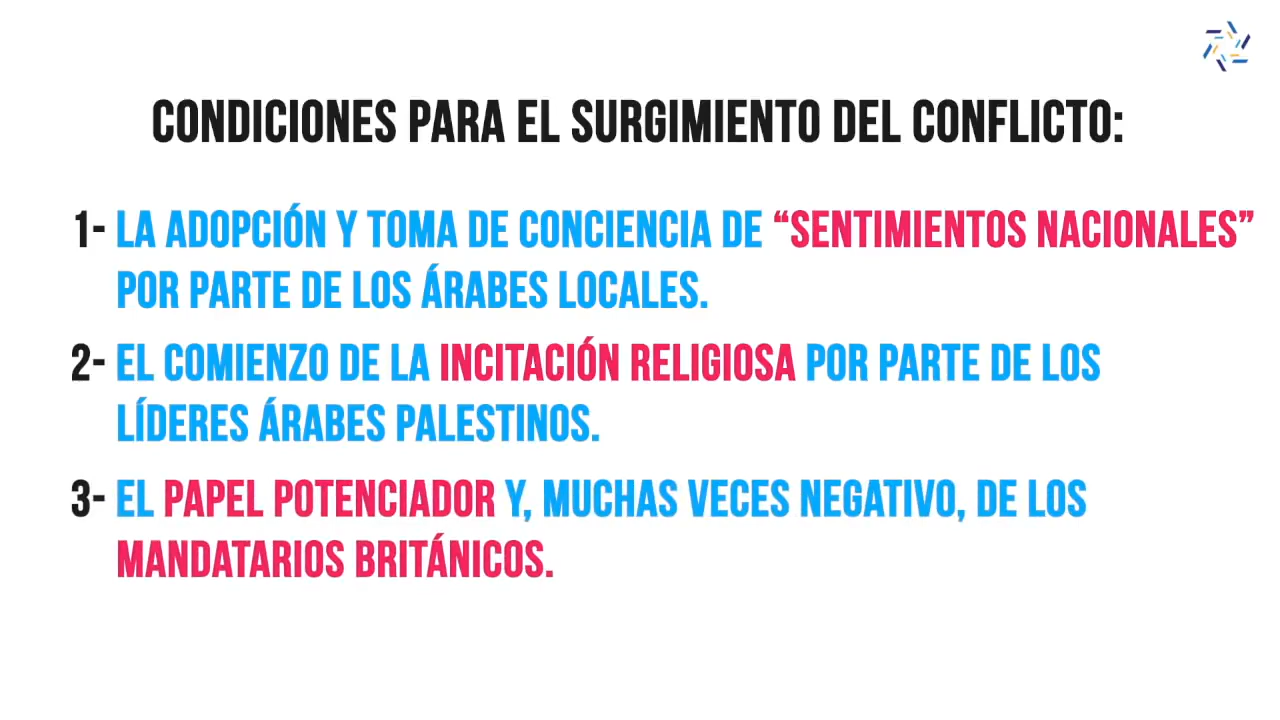 CONDICIONES PARA EL SURGIMIENTO DEL CONFLICTO:
1- LA ADOPCIÓN Y TOMA DE CONCIENCIA DE “SENTIMIENTOS NACIONALES”
POR PARTE DE LOS ÁRABES LOCALES.
2- EL COMIENZO DE LA INCITACIÓN RELIGIOSA POR PARTE DE LOS
LÍDERES ÁRABES PALESTINOS.
3- EL PAPEL POTENCIADOR Y, MUCHAS VECES NEGATIVO, DE LOS
MANDATARIOS BRITÁNICOS.